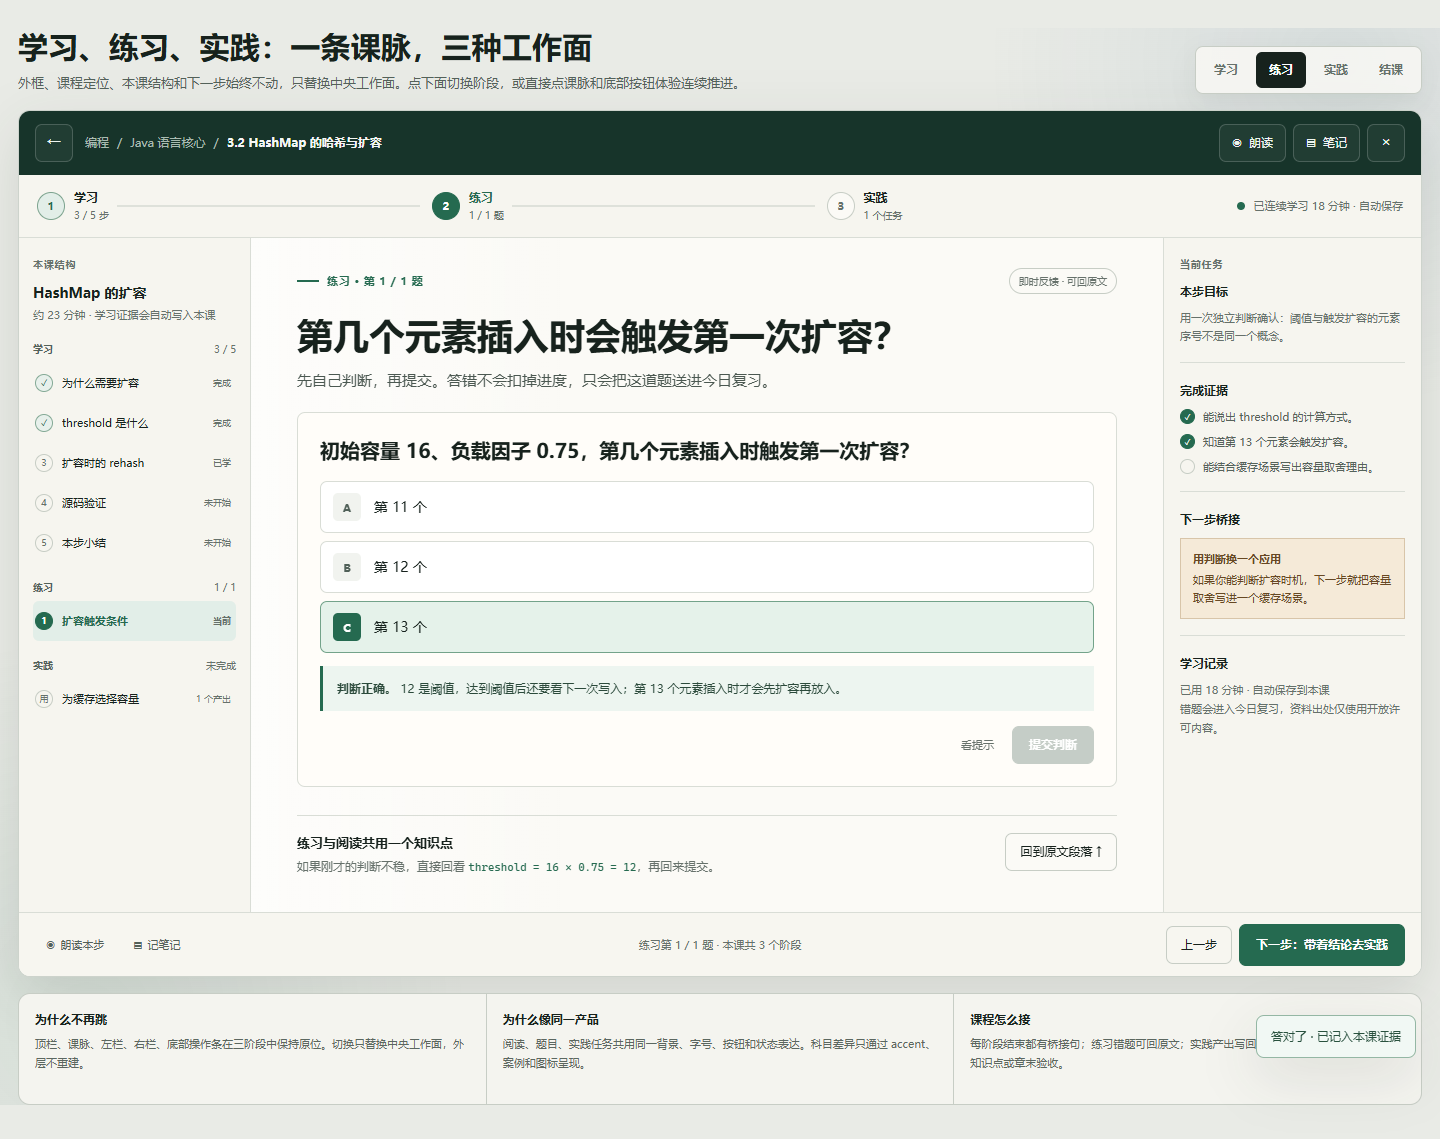 学习、练习、实践：一条课脉，三种工作面
外框、课程定位、本课结构和下一步始终不动，只替换中央工作面。点下面切换阶段，或直接点课脉和底部按钮体验连续推进。
学习
练习
实践
结课
← 编程 / Java 语言核心 / 3.2 HashMap 的哈希与扩容
◉ 朗读
▤ 笔记
×
1 学习
3 / 5 步
2 练习
1 / 1 题
3 实践
1 个任务
已连续学习 18 分钟 · 自动保存
本课结构
HashMap 的扩容
约 23 分钟 · 学习证据会自动写入本课
学习 3 / 5
✓ 为什么需要扩容 完成
✓ threshold 是什么 完成
3 扩容时的 rehash 已学
4 源码验证 未开始
5 本步小结 未开始
练习 1 / 1
1 扩容触发条件 当前
实践 未完成
用 为缓存选择容量 1 个产出
练习 • 第 1 / 1 题
即时反馈 · 可回原文
第几个元素插入时会触发第一次扩容？
先自己判断，再提交。答错不会扣掉进度，只会把这道题送进今日复习。
初始容量 16、负载因子 0.75，第几个元素插入时触发第一次扩容？
A 第 11 个
B 第 12 个
C 第 13 个
判断正确。 12 是阈值，达到阈值后还要看下一次写入；第 13 个元素插入时才会先扩容再放入。
看提示
提交判断
练习与阅读共用一个知识点
如果刚才的判断不稳，直接回看 threshold = 16 × 0.75 = 12，再回来提交。
回到原文段落 ↑
当前任务
本步目标
用一次独立判断确认：阈值与触发扩容的元素
序号不是同一个概念。
完成证据
✓ 能说出 threshold 的计算方式。
✓ 知道第 13 个元素会触发扩容。
能结合缓存场景写出容量取舍理由。
下一步桥接
用判断换一个应用
如果你能判断扩容时机，下一步就把容量
取舍写进一个缓存场景。
学习记录
已用 18 分钟 · 自动保存到本课
错题会进入今日复习，资料出处仅使用开放许
可内容。
◉ 朗读本步
▤ 记笔记
练习第 1 / 1 题 · 本课共 3 个阶段
上一步
下一步：带着结论去实践
为什么不再跳
顶栏、课脉、左栏、右栏、底部操作条在三阶段中保持原位。切换只替换中央工作面，外
层不重建。
为什么像同一产品
阅读、题目、实践任务共用同一背景、字号、按钮和状态表达。科目差异只通过 accent、
案例和图标呈现。
课程怎么接
每阶段结束都有桥接句；练习错题可回原文；实践产出写回
知识点或章末验收。
答对了 · 已记入本课证据